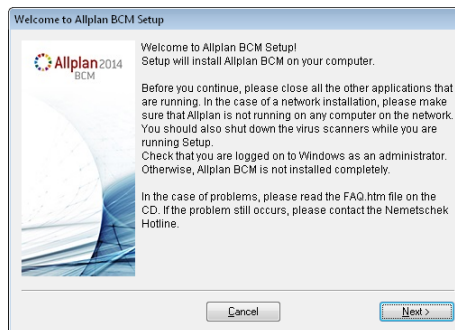 Welcome to Allplan BCM Setup
Allplan 2014
BCM
Welcome to Allplan BCM Setup!
Setup will install Allplan BCM on your computer.
Before you continue, please close all the other applications that
are running. In the case of a network installation, please make
sure that Allplan is not running on any computer on the network.
You should also shut down the virus scanners while you are
running Setup.
Check that you are logged on to Windows as an administrator.
Otherwise, Allplan BCM is not installed completely.
In the case of problems, please read the FAQ.htm file on the
CD. If the problem still occurs, please contact the Nemetschek
Hotline.
Cancel
Next >